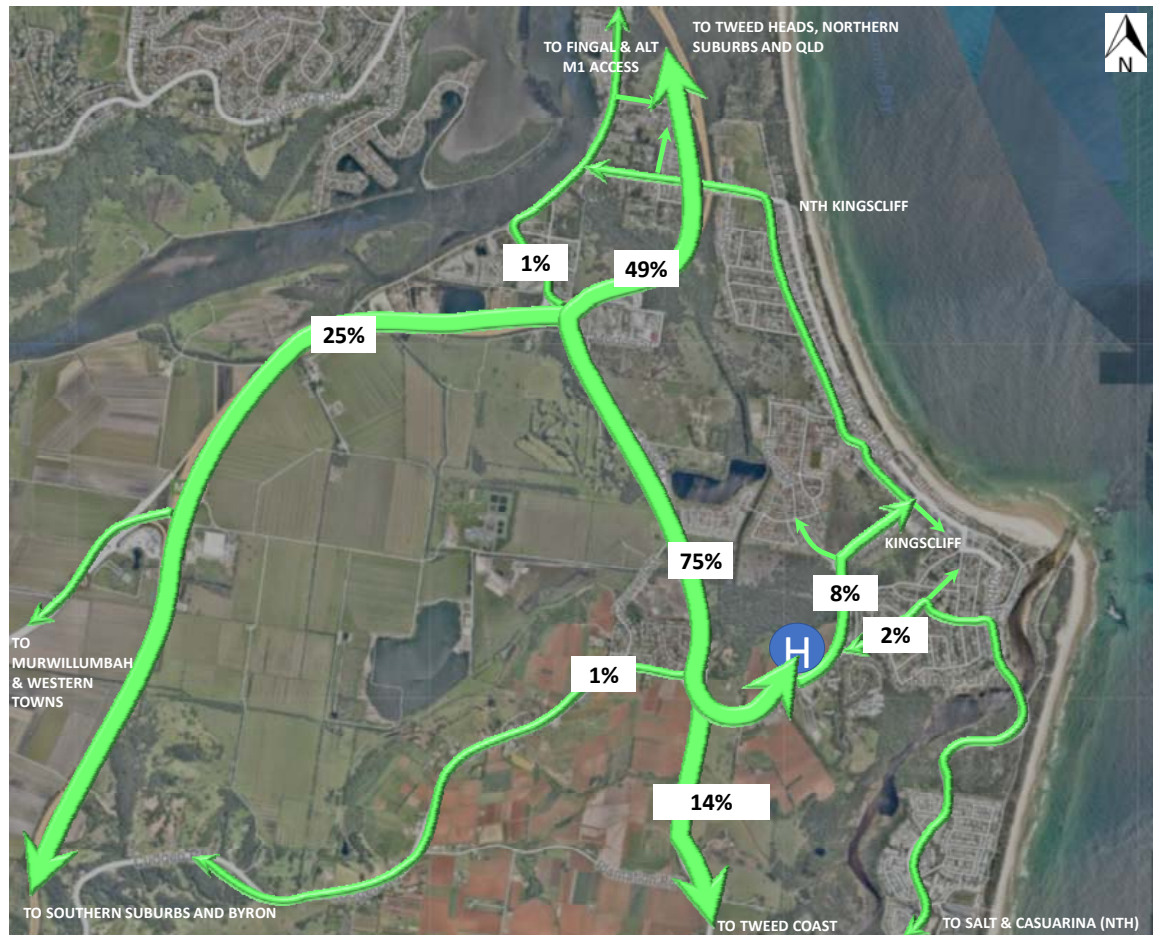 TO TWEED HEADS, NORTHERN
SUBURBS AND QLD
TO FINGAL & ALT
M1 ACCESS
N
NTH KINGSCLIFF
1%
49%
25%
75%
KINGSCLIFF
8%
2%
H
TO
MURWILLUMBAH
& WESTERN
TOWNS
1%
14%
TO SOUTHERN SUBURBS AND BYRON
TO TWEED COAST
TO SALT & CASUARINA (NTH)